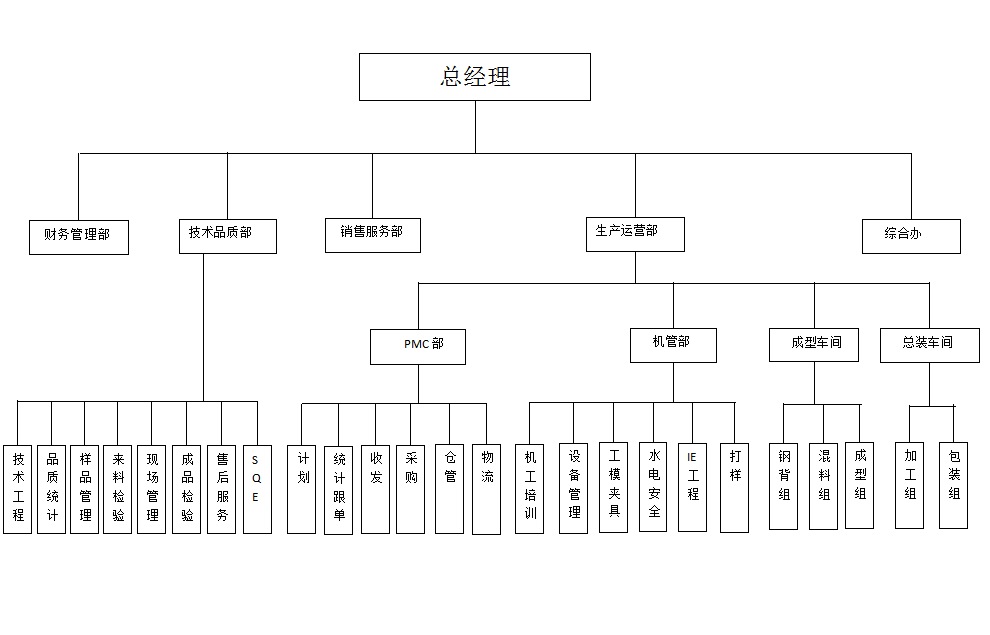 总经理
财务管理部
技术品质部
销售服务部
生产运营部
综合办
PMC 部
机管部
成型车间
总装车间
技术工程
品质统计
样品管理
来料检验
现场管理
成品检验
售后服务
SQE
计划
统计跟单
收发
采购
仓管
物流
机工培训
设备管理
工模夹具
水电安全
IE工程
打样
钢背组
混料组
成型组
加工组
包装组